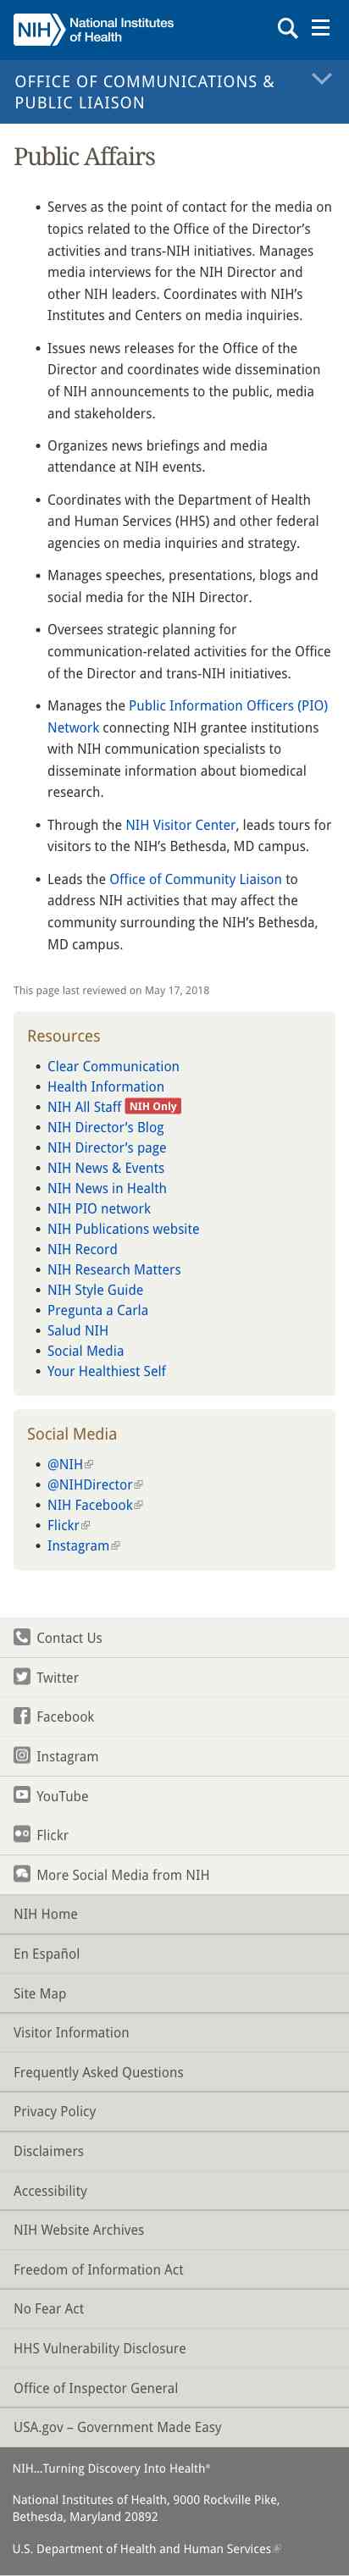 NIH National Institutes
of Health
OFFICE OF COMMUNICATIONS &
PUBLIC LIAISON
Public Affairs
• Serves as the point of contact for the media on
topics related to the Office of the Director’s
activities and trans-NIH initiatives. Manages
media interviews for the NIH Director and
other NIH leaders. Coordinates with NIH’s
Institutes and Centers on media inquiries.
• Issues news releases for the Office of the
Director and coordinates wide dissemination
of NIH announcements to the public, media
and stakeholders.
• Organizes news briefings and media
attendance at NIH events.
• Coordinates with the Department of Health
and Human Services (HHS) and other federal
agencies on media inquiries and strategy.
• Manages speeches, presentations, blogs and
social media for the NIH Director.
• Oversees strategic planning for
communication-related activities for the Office
of the Director and trans-NIH initiatives.
• Manages the Public Information Officers (PIO)
Network connecting NIH grantee institutions
with NIH communication specialists to
disseminate information about biomedical
research.
• Through the NIH Visitor Center, leads tours for
visitors to the NIH’s Bethesda, MD campus.
• Leads the Office of Community Liaison to
address NIH activities that may affect the
community surrounding the NIH’s Bethesda,
MD campus.
This page last reviewed on May 17, 2018
Resources
• Clear Communication
• Health Information
• NIH All Staff NIH Only
• NIH Director’s Blog
• NIH Director’s page
• NIH News & Events
• NIH News in Health
• NIH PIO network
• NIH Publications website
• NIH Record
• NIH Research Matters
• NIH Style Guide
• Pregunta a Carla
• Salud NIH
• Social Media
• Your Healthiest Self
Social Media
• @NIH
• @NIHDirector
• NIH Facebook
• Flickr
• Instagram
Contact Us
Twitter
Facebook
Instagram
YouTube
Flickr
More Social Media from NIH
NIH Home
En Español
Site Map
Visitor Information
Frequently Asked Questions
Privacy Policy
Disclaimers
Accessibility
NIH Website Archives
Freedom of Information Act
No Fear Act
HHS Vulnerability Disclosure
Office of Inspector General
USA.gov – Government Made Easy
NIH…Turning Discovery Into Health®
National Institutes of Health, 9000 Rockville Pike,
Bethesda, Maryland 20892
U.S. Department of Health and Human Services